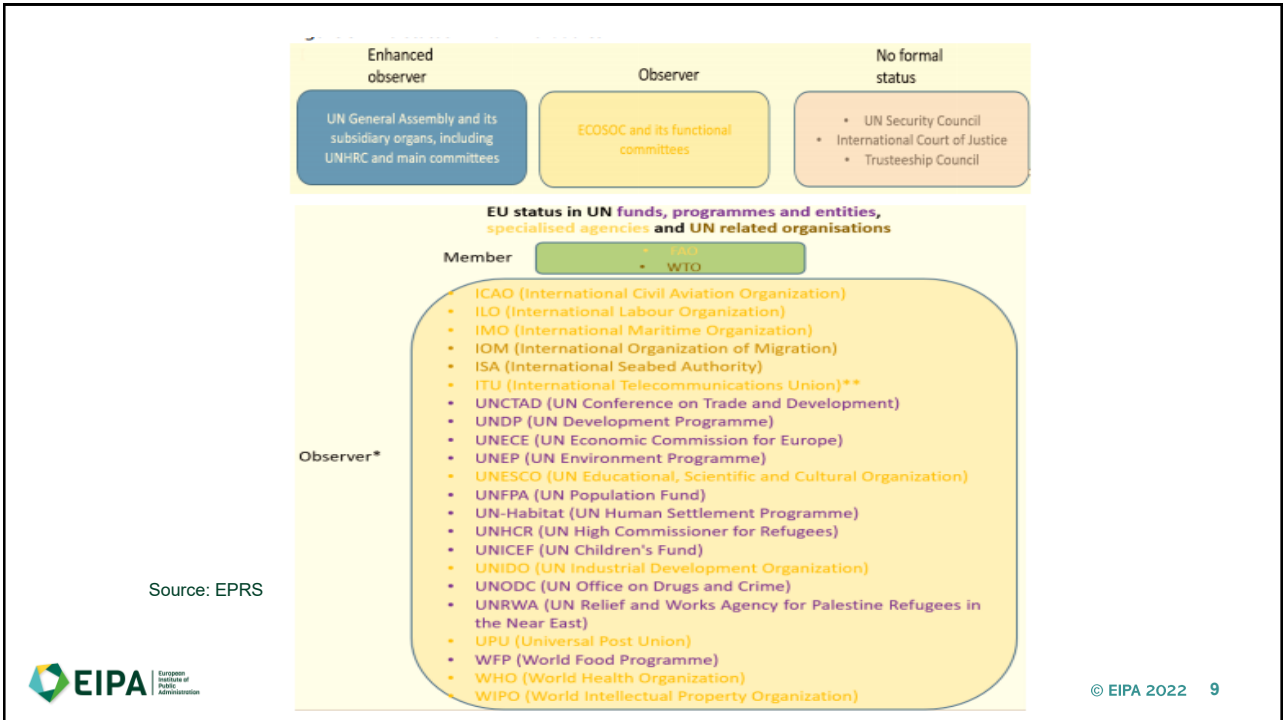 Enhanced
observer
Observer
No formal
status
UN General Assembly and its
subsidiary organs, including
UNHRC and main committees
ECOSOC and its functional
committees
• UN Security Council
• International Court of Justice
• Trusteeship Council
EU status in UN funds, programmes and entities,
specialised agencies and UN related organisations
Member
• FAO
• WTO
Observer*
• ICAO (International Civil Aviation Organization)
• ILO (International Labour Organization)
• IMO (International Maritime Organization)
• IOM (International Organization of Migration)
• ISA (International Seabed Authority)
• ITU (International Telecommunications Union)**
• UNCTAD (UN Conference on Trade and Development)
• UNDP (UN Development Programme)
• UNECE (UN Economic Commission for Europe)
• UNEP (UN Environment Programme)
• UNESCO (UN Educational, Scientific and Cultural Organization)
• UNFPA (UN Population Fund)
• UN-Habitat (UN Human Settlement Programme)
• UNHCR (UN High Commissioner for Refugees)
• UNICEF (UN Children's Fund)
• UNIDO (UN Industrial Development Organization)
• UNODC (UN Office on Drugs and Crime)
• UNRWA (UN Relief and Works Agency for Palestine Refugees in
the Near East)
• UPU (Universal Post Union)
• WFP (World Food Programme)
• WHO (World Health Organization)
• WIPO (World Intellectual Property Organization)
Source: EPRS
EIPA
European
Institute of
Public
Administration
© EIPA 2022 9